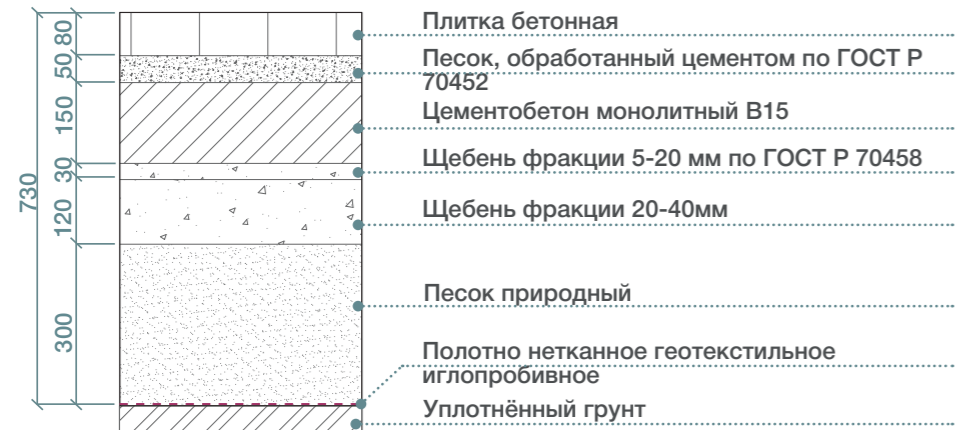 Плитка бетонная
Песок, обработанный цементом по ГОСТ Р
70452
Цементобетон монолитный В15
Щебень фракции 5-20 мм по ГОСТ Р 70458
Щебень фракции 20-40мм
Песок природный
Полотно нетканное геотекстильное
иглопробивное
Уплотнённый грунт
730
80
50
150
30
120
300